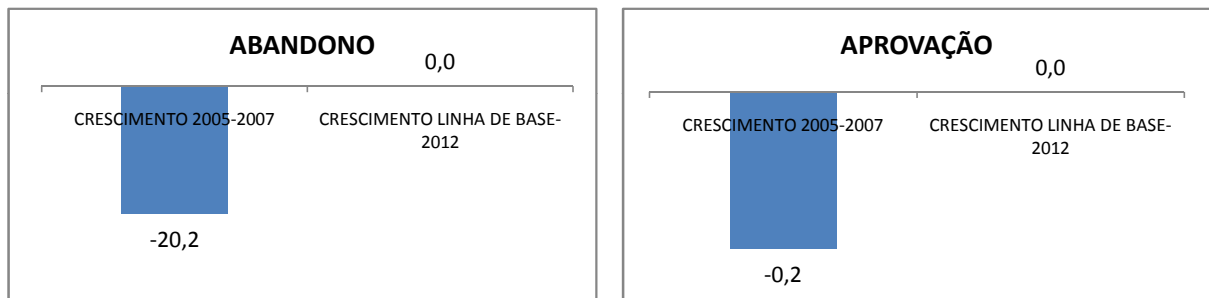 ABANDONO
0,0
CRESCIMENTO 2005-2007
CRESCIMENTO LINHA DE BASE-
2012
-20,2
APROVAÇÃO
0,0
CRESCIMENTO 2005-2007
CRESCIMENTO LINHA DE BASE-
2012
-0,2